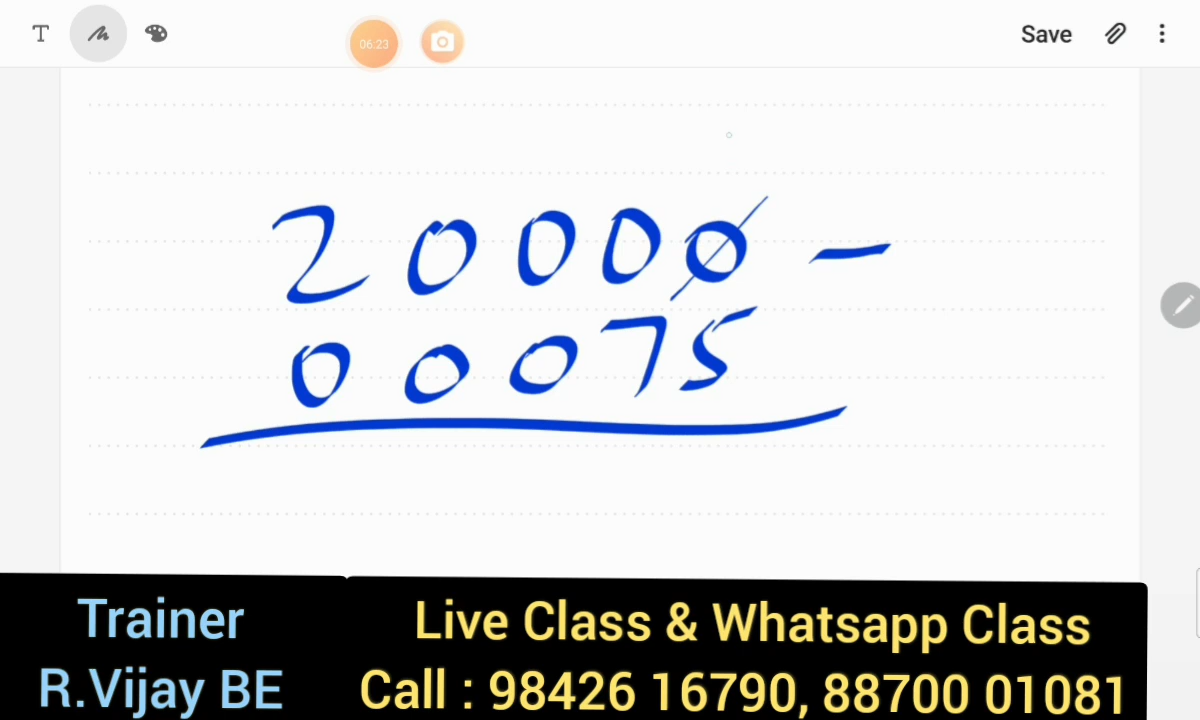 T 06:23 Save
20000 -
00075
Trainer Live Class & Whatsapp Class
R.Vijay BE Call : 98426 16790, 88700 01081